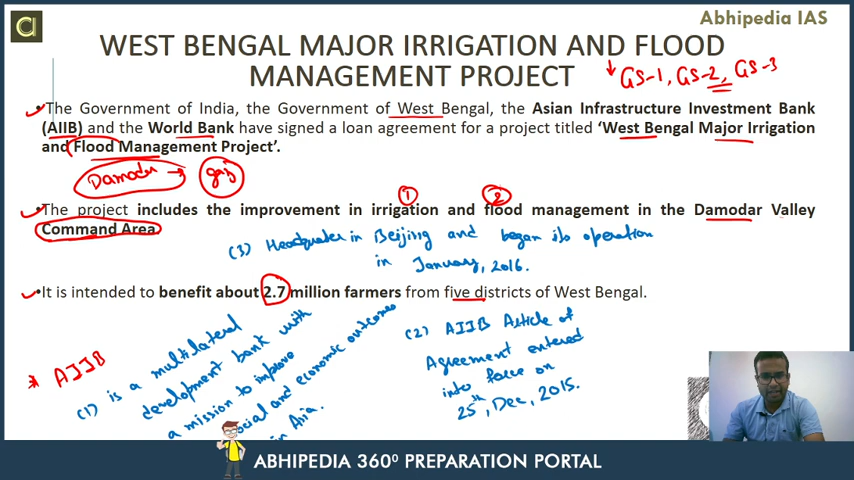 Abhipedia IAS
a
WEST BENGAL MAJOR IRRIGATION AND FLOOD
MANAGEMENT PROJECT
↓ GS-1, GS-2, GS-3
•The Government of India, the Government of West Bengal, the Asian Infrastructure Investment Bank
(AIIB) and the World Bank have signed a loan agreement for a project titled ‘West Bengal Major Irrigation
and Flood Management Project’.
Damodar →
1 2
•The project includes the improvement in irrigation and flood management in the Damodar Valley
Command Area.
(3) Headquater in Beijing and began its operation
in January, 2016.
•It is intended to benefit about 2.7 million farmers from five districts of West Bengal.
* AIIB
(1) is a multilateral
development bank with
a mission to improve
social and economic outcomes
in Asia.
(2) AIIB Article of
Agreement entered
into force on
25th, Dec, 2015.
ABHIPEDIA 360⁰ PREPARATION PORTAL